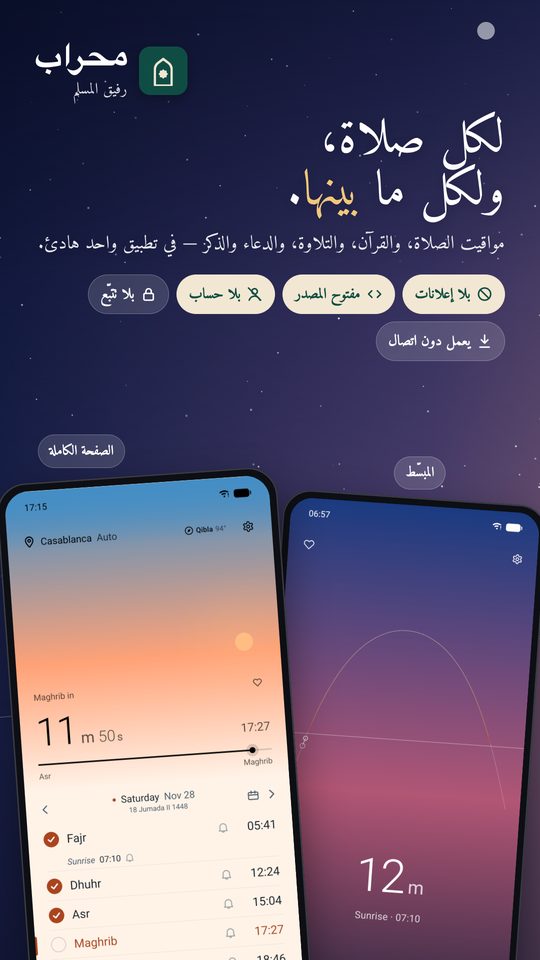 محراب
رفيق المسلم
لكل صلاة،
ولكل ما بينها.
مواقيت الصلاة، والقرآن، والتلاوة، والدعاء والذكر — في تطبيق واحد هادئ.
بلا إعلانات
مفتوح المصدر
بلا حساب
بلا تتبّع
يعمل دون اتصال
الصفحة الكاملة
المبسّط
17:15
Casablanca Auto
Qibla 94°
Maghrib in
11 m 50 s
17:27
Asr
Maghrib
Saturday Nov 28
18 Jumada II 1448
Fajr 05:41
Sunrise 07:10
Dhuhr 12:24
Asr 15:04
Maghrib 17:27
18:46
06:57
12 m
Sunrise · 07:10